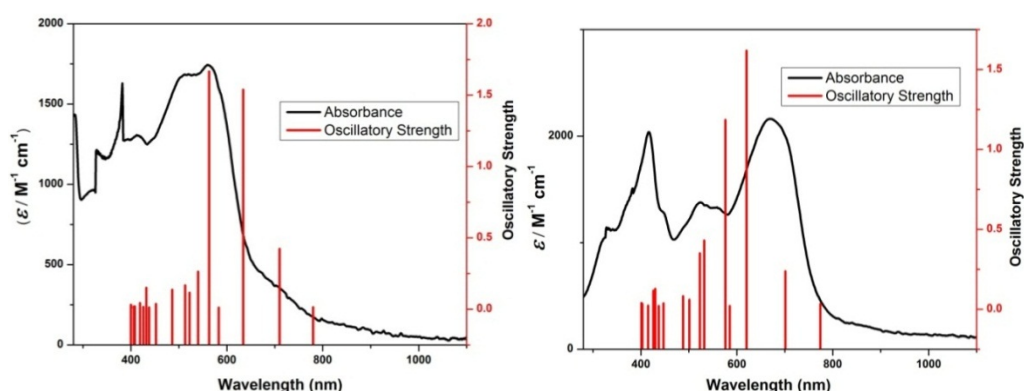 2000
1500
1000
500
0
(ε / M⁻¹ cm⁻¹
Absorbance
Oscillatory Strength
2.0
1.5
1.0
0.5
0.0
Oscillatory Strength
400 600 800 1000
Wavelength (nm)
2000
1000
0
ε / M⁻¹ cm⁻¹
Absorbance
Oscillatory Strength
1.5
1.0
0.5
0.0
Oscillatory Strength
400 600 800 1000
Wavelength (nm)